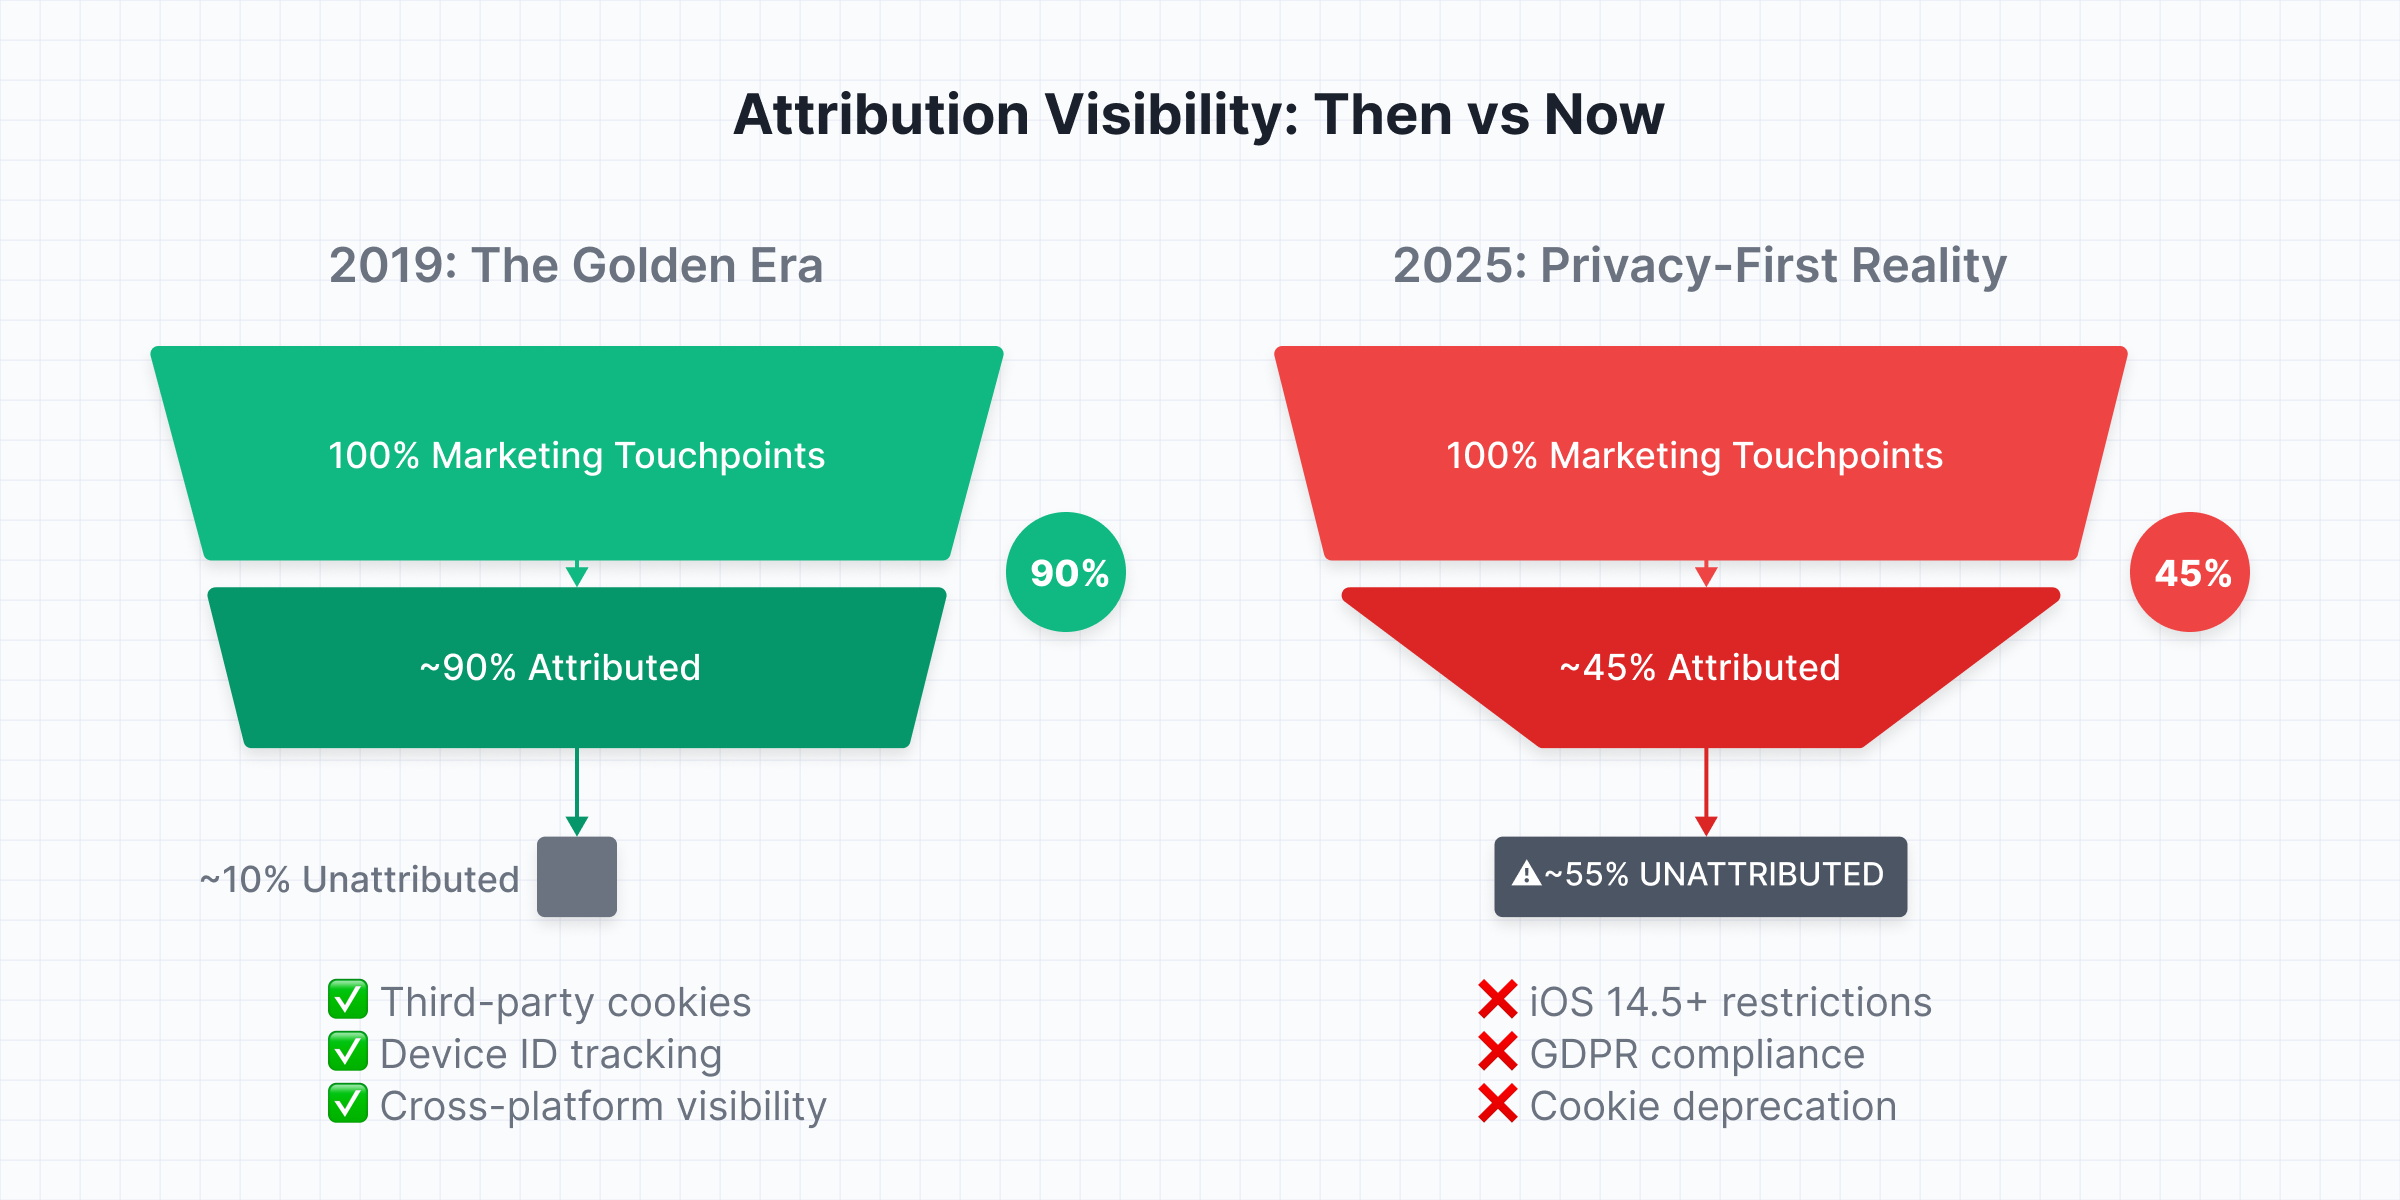 Attribution Visibility: Then vs Now
2019: The Golden Era
100% Marketing Touchpoints
90%
~90% Attributed
~10% Unattributed
✅ Third-party cookies
✅ Device ID tracking
✅ Cross-platform visibility
2025: Privacy-First Reality
100% Marketing Touchpoints
45%
~45% Attributed
⚠~55% UNATTRIBUTED
❌ iOS 14.5+ restrictions
❌ GDPR compliance
❌ Cookie deprecation